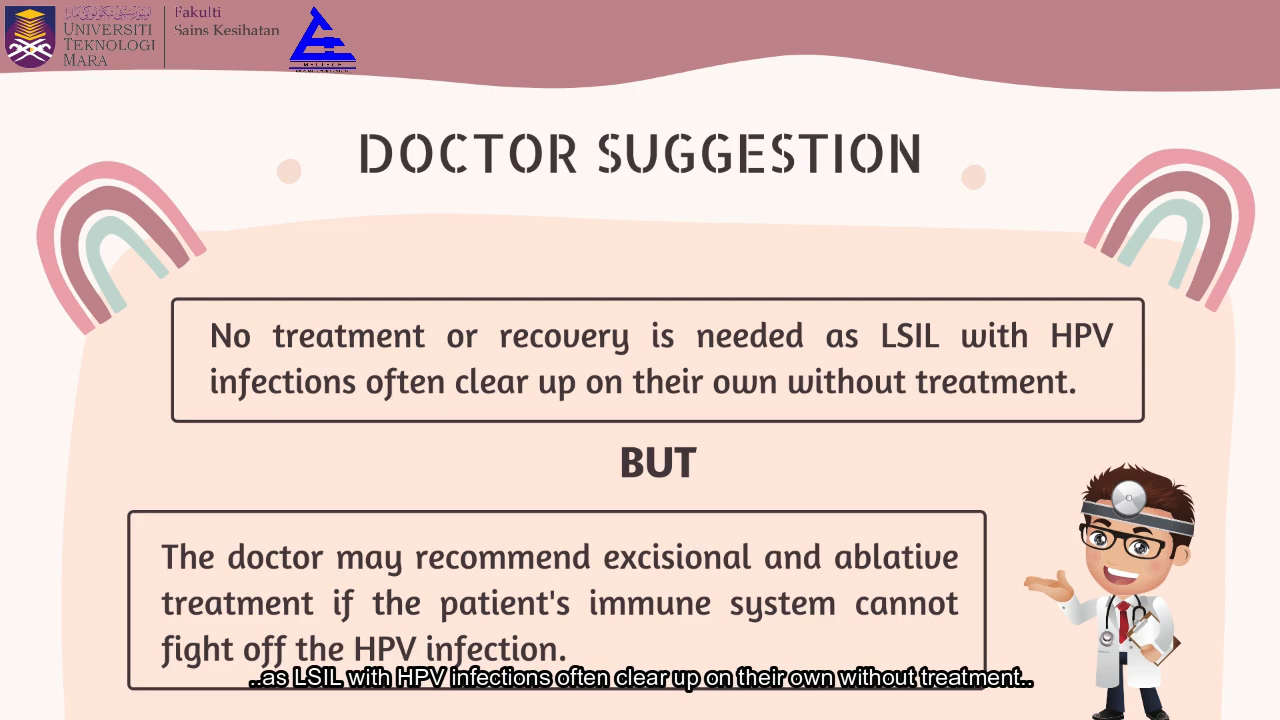 UNIVERSITI
TEKNOLOGI
MARA
Fakulti
Sains Kesihatan
DOCTOR SUGGESTION
No treatment or recovery is needed as LSIL with HPV
infections often clear up on their own without treatment.
BUT
The doctor may recommend excisional and ablative
treatment if the patient's immune system cannot
fight off the HPV infection.
..as LSIL with HPV infections often clear up on their own without treatment..